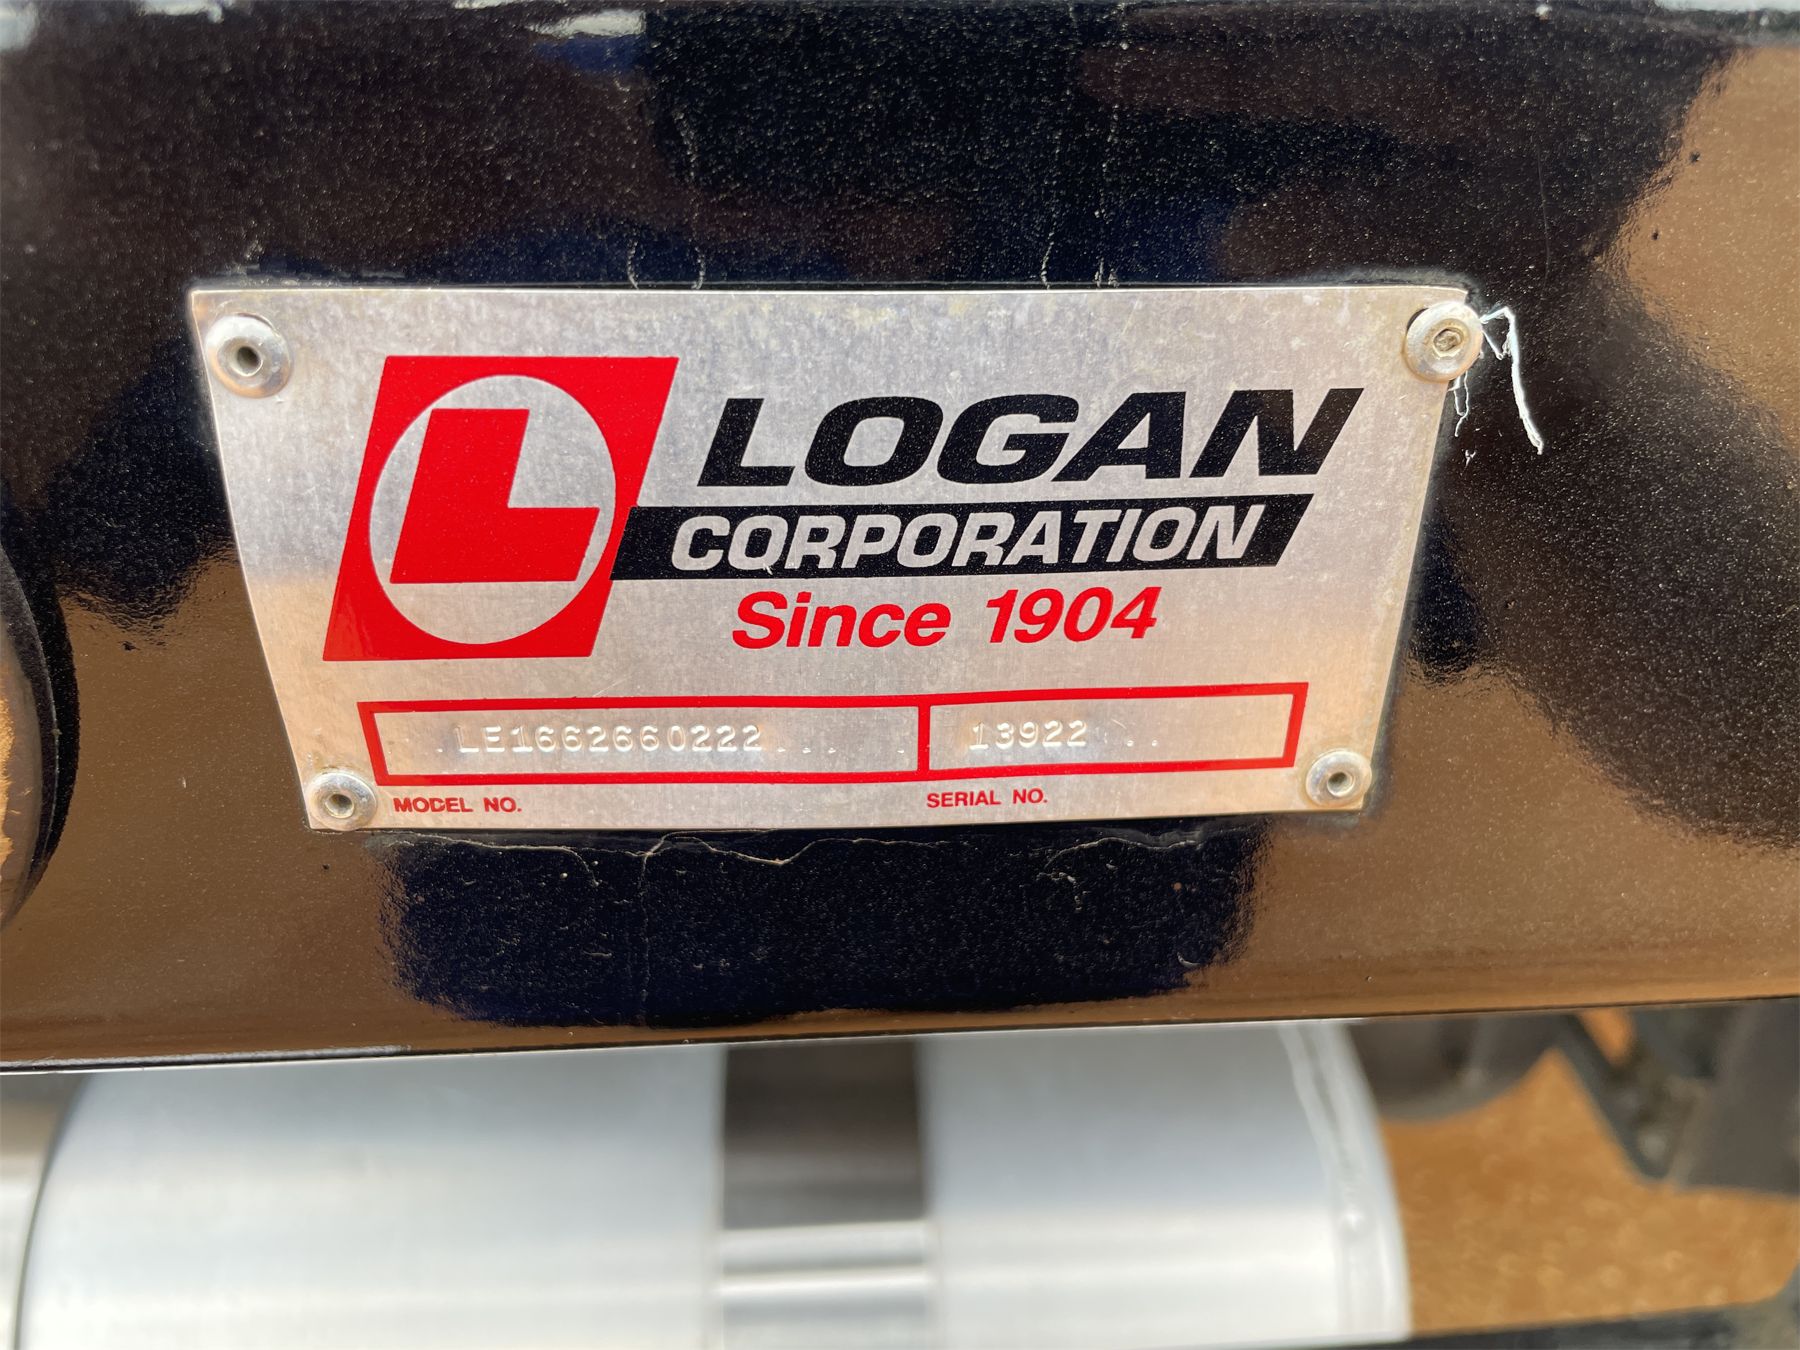 L LOGAN
CORPORATION
Since 1904
LE1662660222 13922
MODEL NO. SERIAL NO.